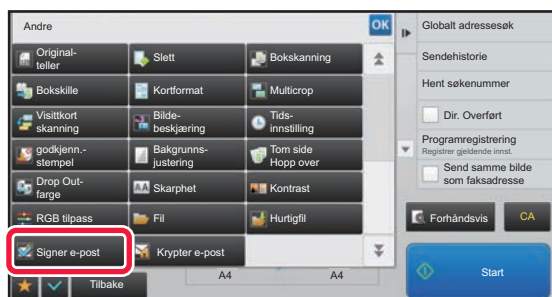 Andre
OK
Original-
teller
Slett
Bokskanning
Bokskille
Kortformat
Multicrop
Visittkort
skanning
Bilde-
beskjæring
Tids-
innstilling
godkjenn.-
stempel
Bakgrunns-
justering
Tom side
Hopp over
Drop Out-
farge
AA Skarphet
Kontrast
RGB tilpass
Fil
Hurtigfil
Signer e-post
Krypter e-post
Tilbake
A4
A4
Globalt adressesøk
Sendehistorie
Hent søkenummer
Dir. Overført
Programregistrering
Registrer gjeldende innst.
Send samme bilde
som faksadresse
Forhåndsvis
CA
Start